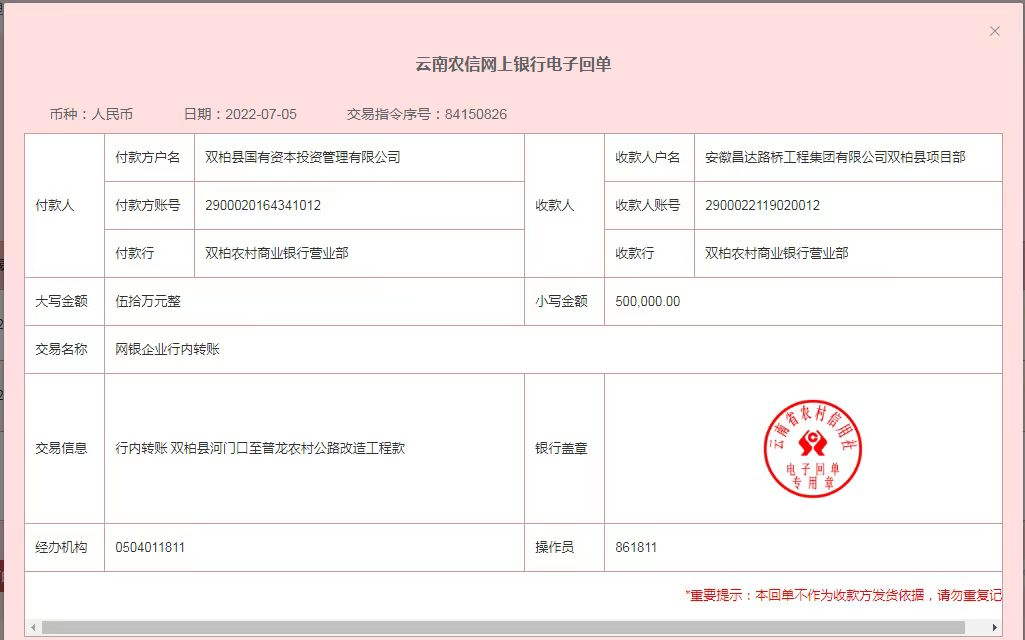 云南农信网上银行电子回单
币种：人民币 日期：2022-07-05 交易指令序号：84150826
付款人 付款方户名 双柏县国有资本投资管理有限公司 收款人 收款人户名 安徽昌达路桥工程集团有限公司双柏县项目部
付款方账号 2900020164341012 收款人账号 2900022119020012
付款行 双柏农村商业银行营业部 收款行 双柏农村商业银行营业部
大写金额 伍拾万元整 小写金额 500,000.00
交易名称 网银企业行内转账
交易信息 行内转账 双柏县河门口至普龙农村公路改造工程款 银行盖章
云南省农村信用社
电子回单
专用章
经办机构 0504011811 操作员 861811
*重要提示：本回单不作为收款方发货依据，请勿重复记